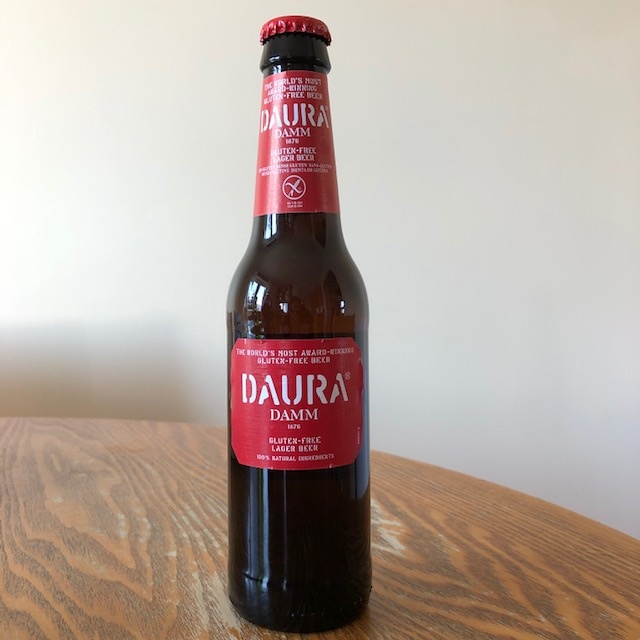 THE WORLD'S MOST
AWARD-WINNING
GLUTEN-FREE BEER
DAURA
DAMM
1876
GLUTEN-FREE
LAGER BEER
THE WORLD'S MOST AWARD-WINNING
GLUTEN-FREE BEER
DAURA®
DAMM
1876
GLUTEN-FREE
LAGER BEER
100% NATURAL INGREDIENTS